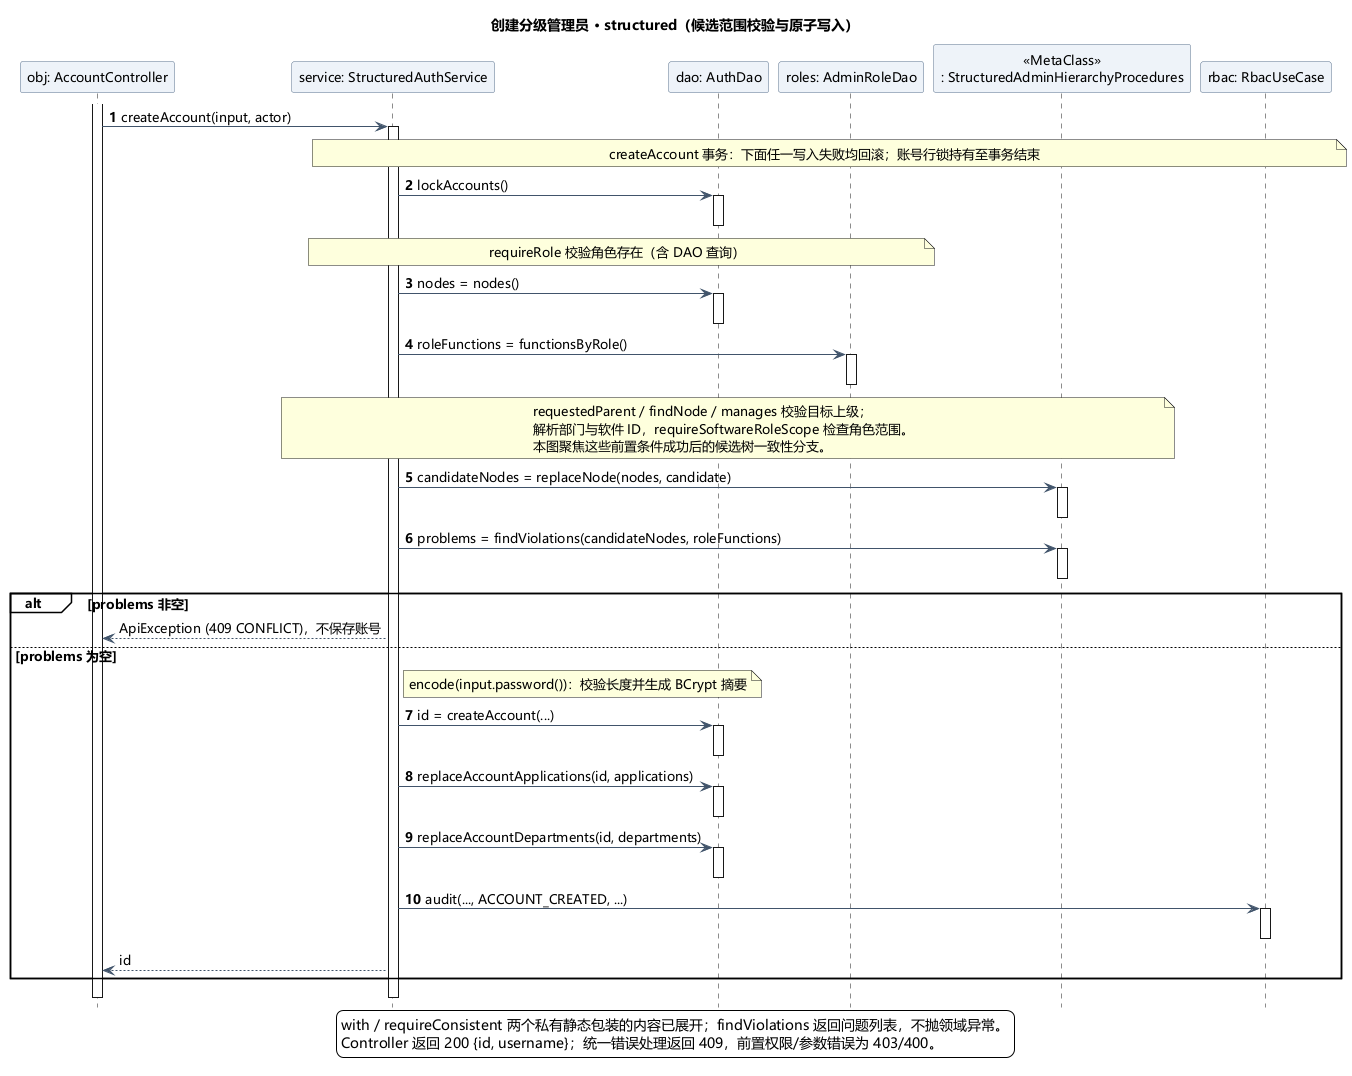 创建分级管理员 · structured（候选范围校验与原子写入）
obj: AccountController
service: StructuredAuthService
dao: AuthDao
roles: AdminRoleDao
«MetaClass»
: StructuredAdminHierarchyProcedures
rbac: RbacUseCase
1 createAccount(input, actor)
createAccount 事务：下面任一写入失败均回滚；账号行锁持有至事务结束
2 lockAccounts()
requireRole 校验角色存在（含 DAO 查询）
3 nodes = nodes()
4 roleFunctions = functionsByRole()
requestedParent / findNode / manages 校验目标上级；
解析部门与软件 ID，requireSoftwareRoleScope 检查角色范围。
本图聚焦这些前置条件成功后的候选树一致性分支。
5 candidateNodes = replaceNode(nodes, candidate)
6 problems = findViolations(candidateNodes, roleFunctions)
alt [problems 非空]
ApiException (409 CONFLICT)，不保存账号
[problems 为空]
encode(input.password())：校验长度并生成 BCrypt 摘要
7 id = createAccount(...)
8 replaceAccountApplications(id, applications)
9 replaceAccountDepartments(id, departments)
10 audit(..., ACCOUNT_CREATED, ...)
id
with / requireConsistent 两个私有静态包装的内容已展开；findViolations 返回问题列表，不抛领域异常。
Controller 返回 200 {id, username}；统一错误处理返回 409，前置权限/参数错误为 403/400。